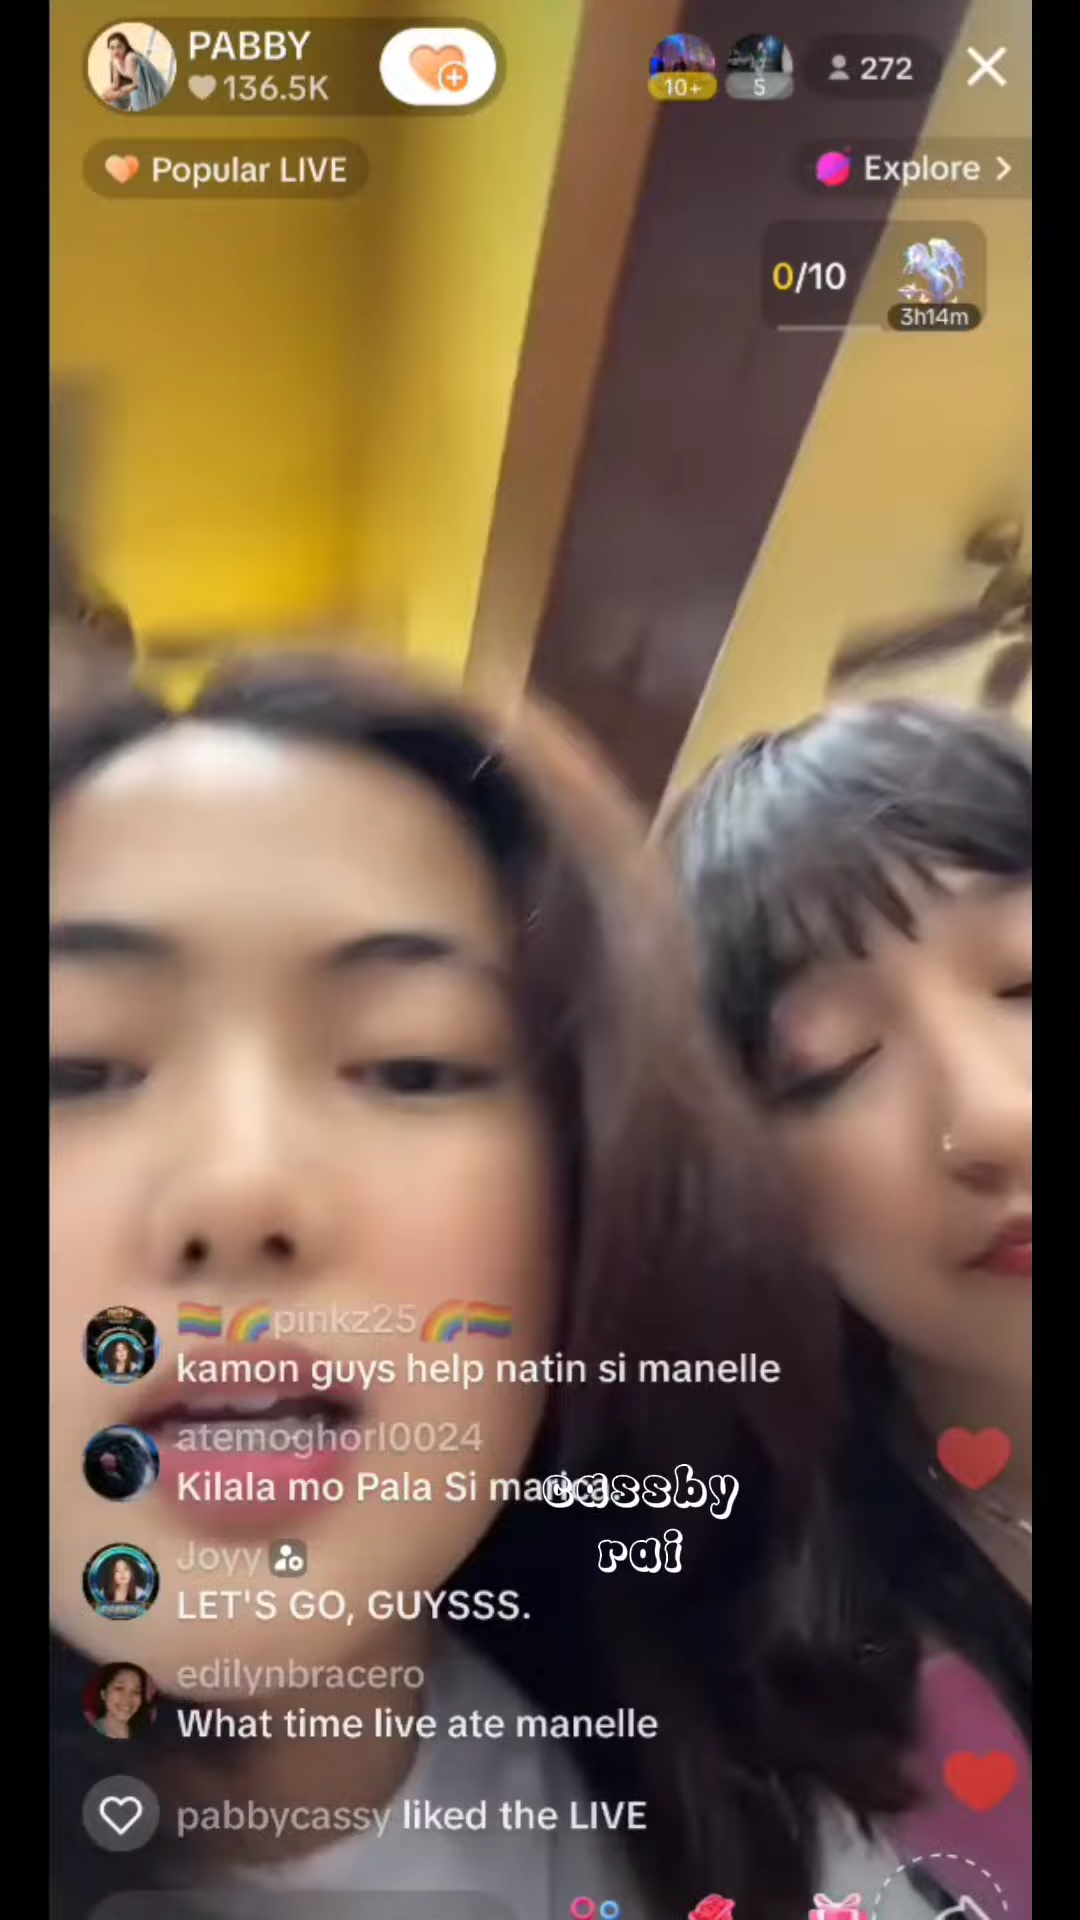 PABBY
136.5K
10+
5
272
Popular LIVE
Explore
0/10
3h14m
pinkz25
kamon guys help natin si manelle
atemoghorl0024
Kilala mo Pala Si
cassby
rai
Joyy
LET'S GO, GUYSSS.
edilynbracero
What time live ate manelle
pabbycassy liked the LIVE